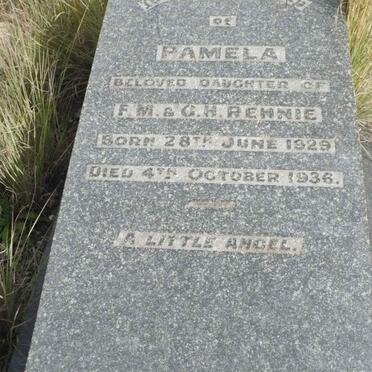 OF
PAMELA
BELOVED DAUGHTER OF
F.M. & G.H. RENNIE
BORN 28TH JUNE 1929
DIED 4TH OCTOBER 1936.
A LITTLE ANGEL.